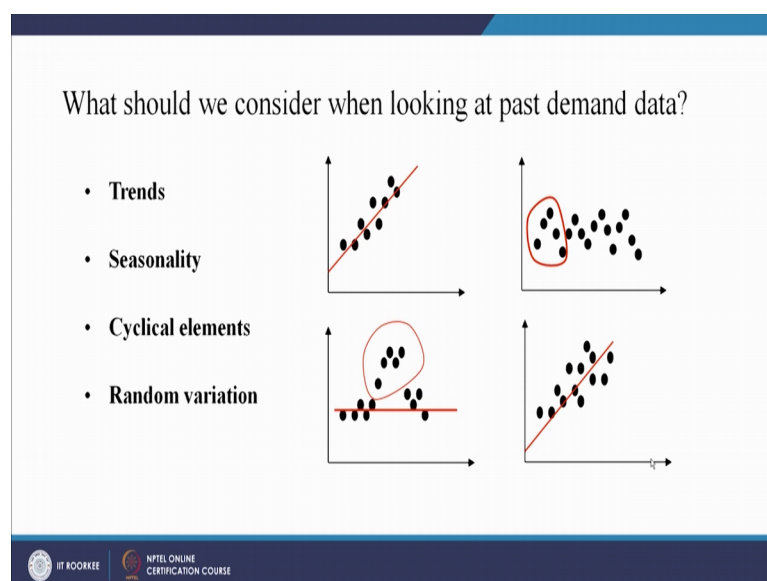 What should we consider when looking at past demand data?
• Trends
• Seasonality
• Cyclical elements
• Random variation
IIT ROORKEE
NPTEL ONLINE
CERTIFICATION COURSE